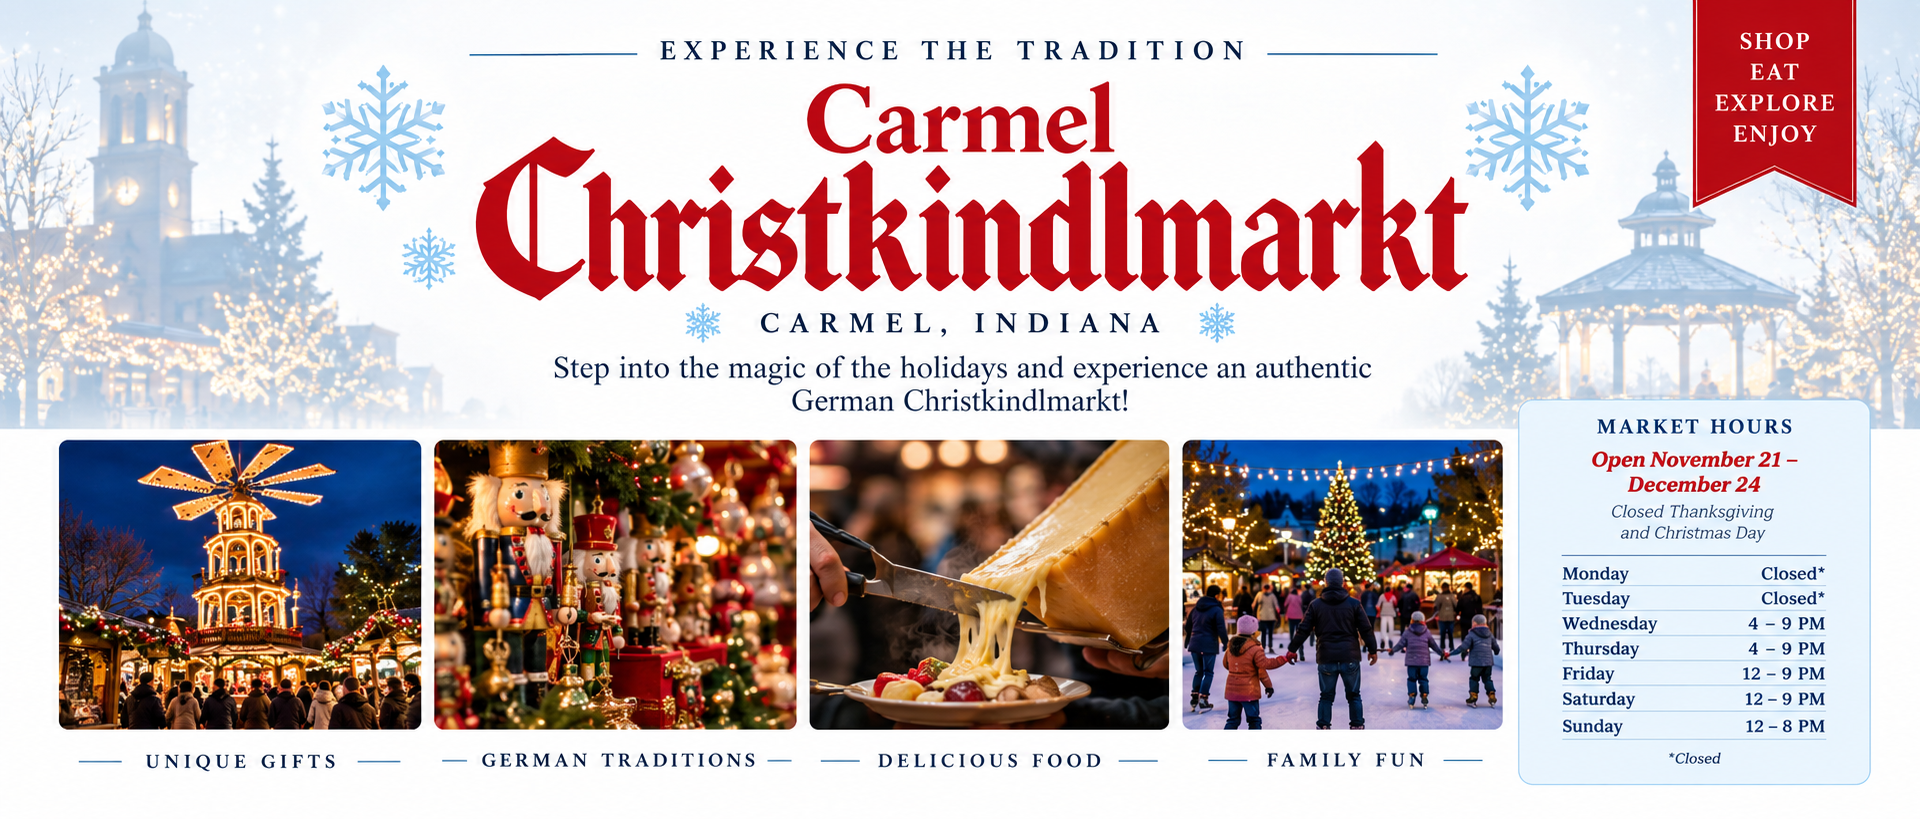 EXPERIENCE THE TRADITION
Carmel
Christkindlmarkt
CARMEL, INDIANA
Step into the magic of the holidays and experience an authentic
German Christkindlmarkt!
SHOP
EAT
EXPLORE
ENJOY
UNIQUE GIFTS
GERMAN TRADITIONS
DELICIOUS FOOD
FAMILY FUN
MARKET HOURS
Open November 21 –
December 24
Closed Thanksgiving
and Christmas Day
Monday Closed*
Tuesday Closed*
Wednesday 4 – 9 PM
Thursday 4 – 9 PM
Friday 12 – 9 PM
Saturday 12 – 9 PM
Sunday 12 – 8 PM
*Closed